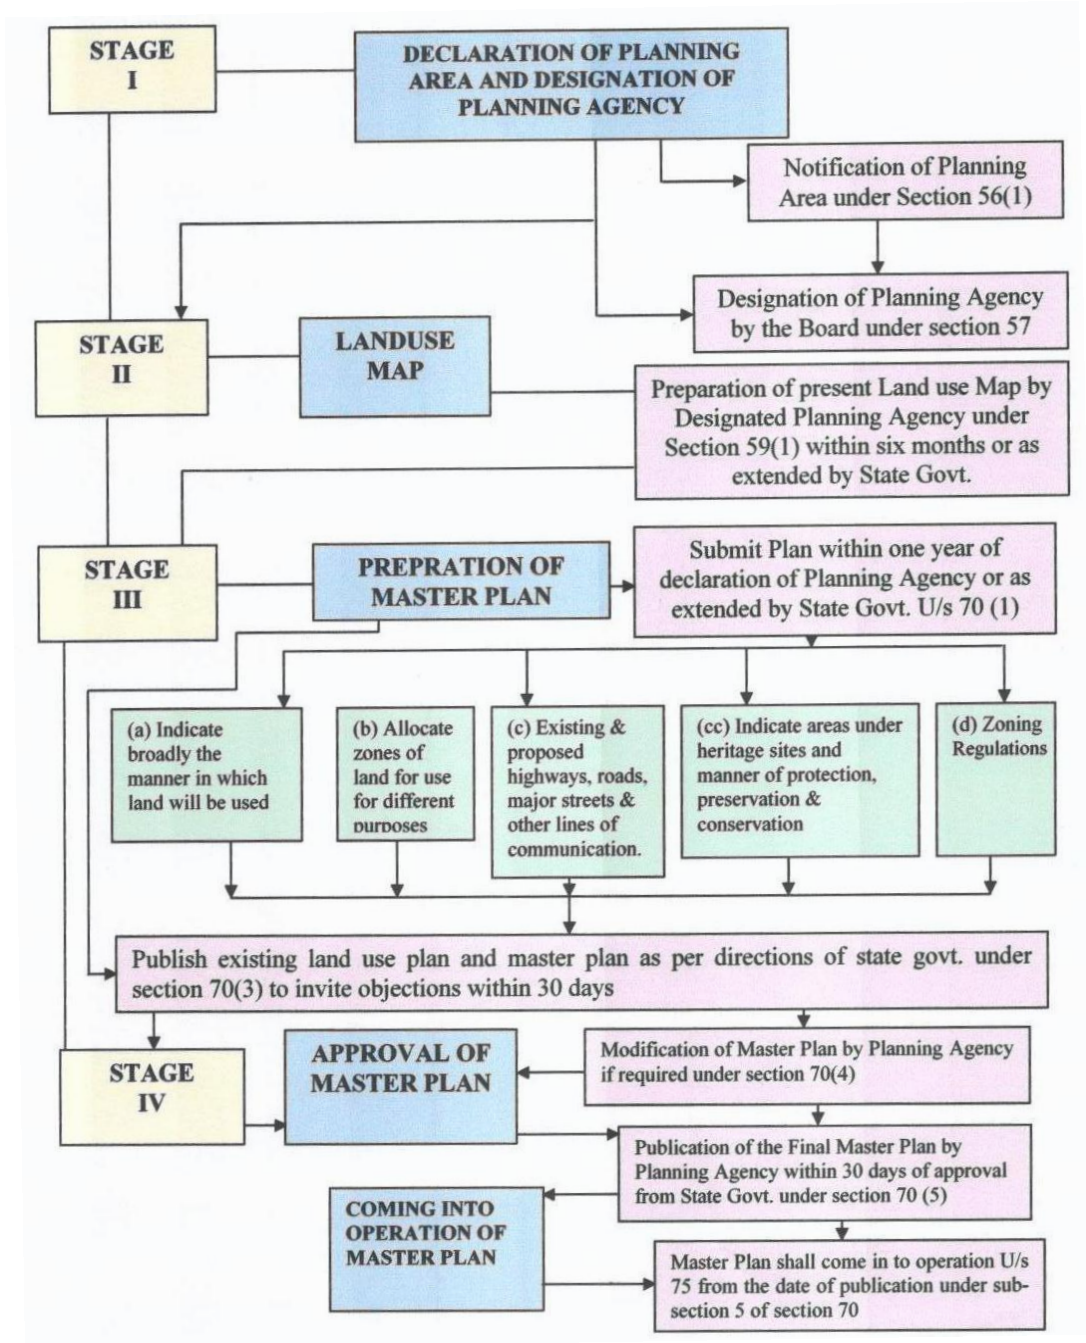 STAGE
I
DECLARATION OF PLANNING
AREA AND DESIGNATION OF
PLANNING AGENCY
Notification of Planning
Area under Section 56(1)
Designation of Planning Agency
by the Board under section 57
STAGE
II
LANDUSE
MAP
Preparation of present Land use Map by
Designated Planning Agency under
Section 59(1) within six months or as
extended by State Govt.
STAGE
III
PREPRATION OF
MASTER PLAN
Submit Plan within one year of
declaration of Planning Agency or as
extended by State Govt. U/s 70 (1)
(a) Indicate
broadly the
manner in which
land will be used
(b) Allocate
zones of
land for use
for different
purposes
(c) Existing &
proposed
highways, roads,
major streets &
other lines of
communication.
(cc) Indicate areas under
heritage sites and
manner of protection,
preservation &
conservation
(d) Zoning
Regulations
Publish existing land use plan and master plan as per directions of state govt. under
section 70(3) to invite objections within 30 days
STAGE
IV
APPROVAL OF
MASTER PLAN
Modification of Master Plan by Planning Agency
if required under section 70(4)
Publication of the Final Master Plan by
Planning Agency within 30 days of approval
from State Govt. under section 70 (5)
COMING INTO
OPERATION OF
MASTER PLAN
Master Plan shall come in to operation U/s
75 from the date of publication under sub-
section 5 of section 70